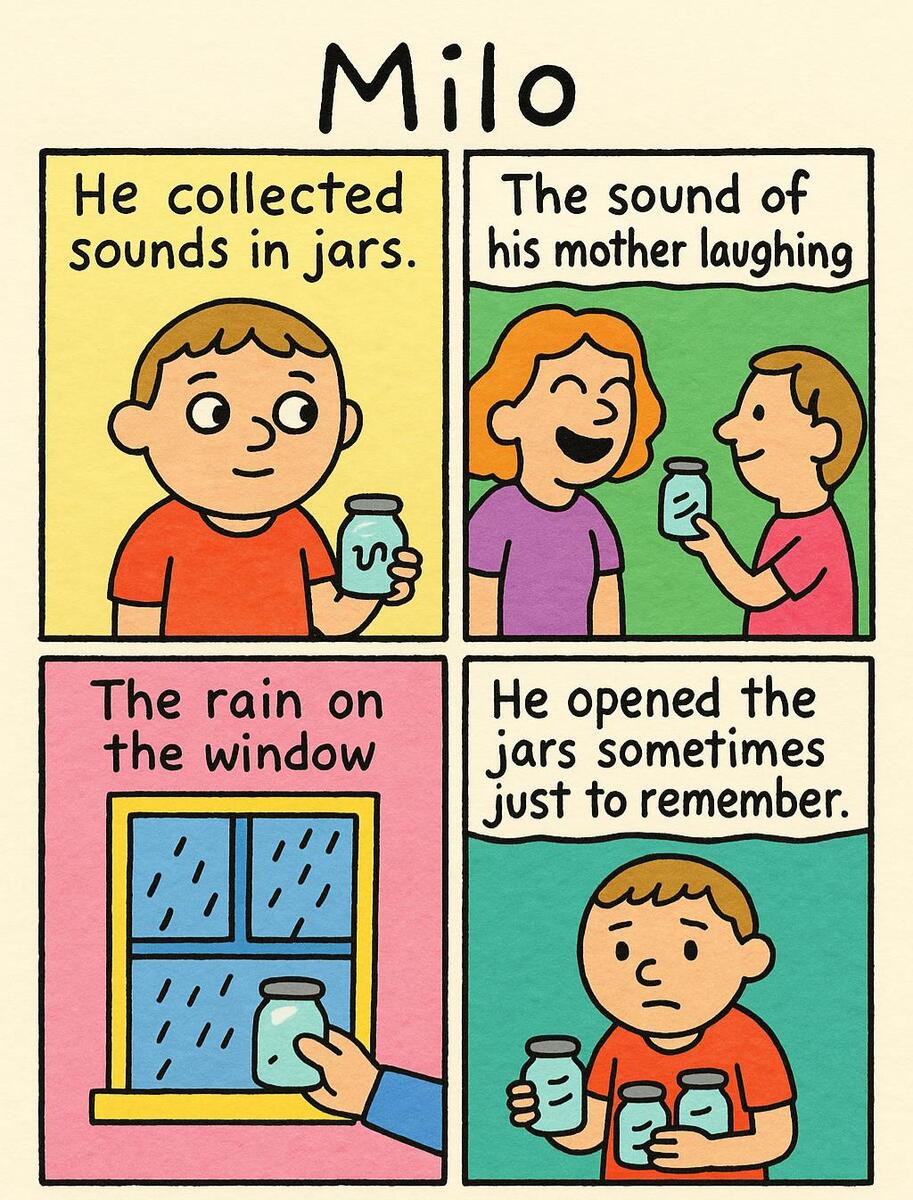 Milo
He collected
sounds in jars.
The sound of
his mother laughing
The rain on
the window
He opened the
jars sometimes
just to remember.